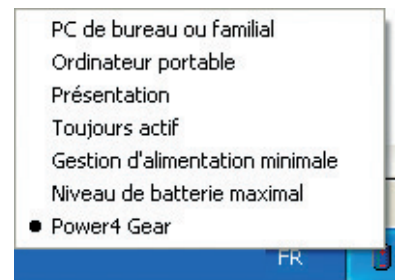 PC de bureau ou familial
Ordinateur portable
Présentation
Toujours actif
Gestion d'alimentation minimale
Niveau de batterie maximal
Power4 Gear
FR